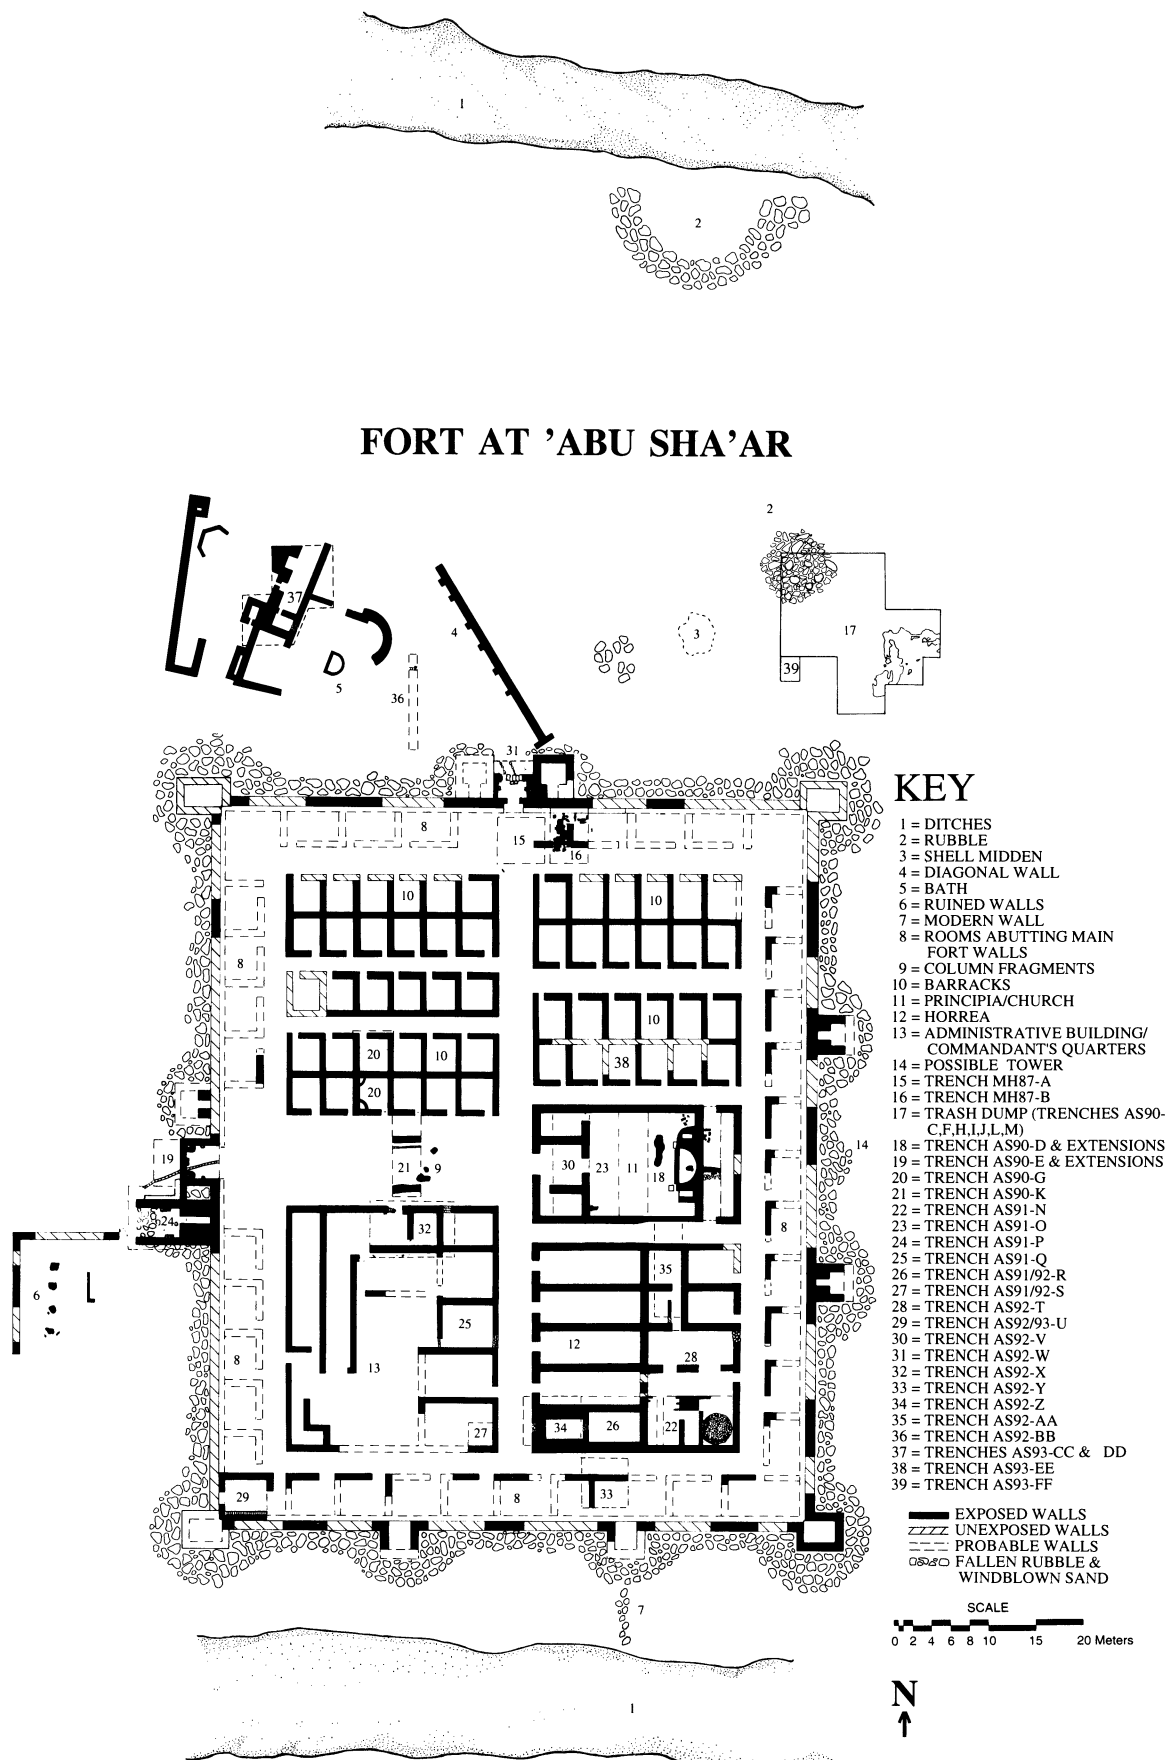 1
2
FORT AT 'ABU SHA'AR
2
37
4
3
17
39
5
36
31
8
15
16
10
10
8
10
20
10
38
20
19
21
9
30
23
11
18
14
24
32
8
35
6
25
12
28
8
13
27
34
26
22
29
8
33
7
1
KEY
1 = DITCHES
2 = RUBBLE
3 = SHELL MIDDEN
4 = DIAGONAL WALL
5 = BATH
6 = RUINED WALLS
7 = MODERN WALL
8 = ROOMS ABUTTING MAIN
FORT WALLS
9 = COLUMN FRAGMENTS
10 = BARRACKS
11 = PRINCIPIA/CHURCH
12 = HORREA
13 = ADMINISTRATIVE BUILDING/
COMMANDANT'S QUARTERS
14 = POSSIBLE TOWER
15 = TRENCH MH87-A
16 = TRENCH MH87-B
17 = TRASH DUMP (TRENCHES AS90-
C,F,H,I,J,L,M)
18 = TRENCH AS90-D & EXTENSIONS
19 = TRENCH AS90-E & EXTENSIONS
20 = TRENCH AS90-G
21 = TRENCH AS90-K
22 = TRENCH AS91-N
23 = TRENCH AS91-O
24 = TRENCH AS91-P
25 = TRENCH AS91-Q
26 = TRENCH AS91/92-R
27 = TRENCH AS91/92-S
28 = TRENCH AS92-T
29 = TRENCH AS92/93-U
30 = TRENCH AS92-V
31 = TRENCH AS92-W
32 = TRENCH AS92-X
33 = TRENCH AS92-Y
34 = TRENCH AS92-Z
35 = TRENCH AS92-AA
36 = TRENCH AS92-BB
37 = TRENCHES AS93-CC & DD
38 = TRENCH AS93-EE
39 = TRENCH AS93-FF
EXPOSED WALLS
UNEXPOSED WALLS
PROBABLE WALLS
FALLEN RUBBLE &
WINDBLOWN SAND
SCALE
0 2 4 6 8 10 15 20 Meters
N